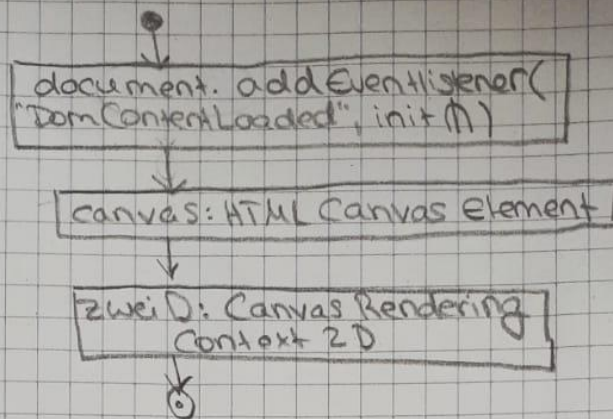 document. addEventlistener(
"DomContentLoaded", init())
canvas: HTML Canvas element
zweiD: Canvas Rendering
Context 2D